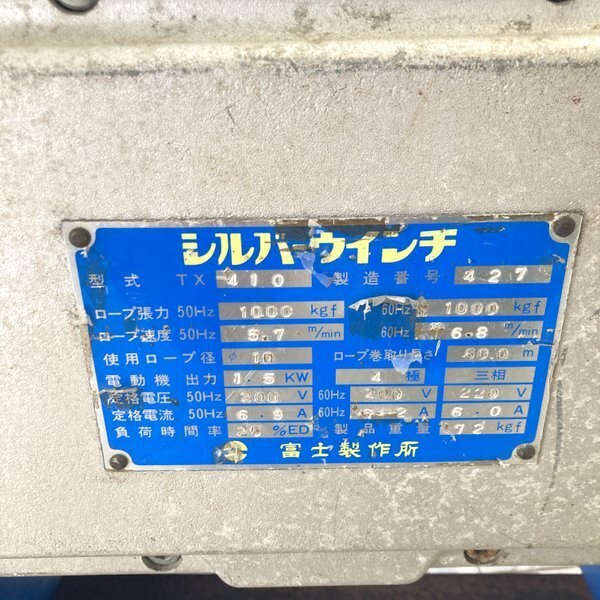 シルバーウインチ
型式 TX 410 製造番号 427
ロープ張力 50Hz 1000 kgf 60Hz 1000 kgf
ロープ速度 50Hz 5.7 m/min 60Hz 6.8 m/min
使用ロープ径 φ10 ロープ巻取り長さ 60.0 m
電動機出力 1.5 KW 4 極 三相
定格電圧 50Hz 200 V 60Hz 200 V 220 V
定格電流 50Hz 6.9 A 60Hz A 6.0 A
負荷時間率 25 %ED 製品重量 72 kgf
富士製作所